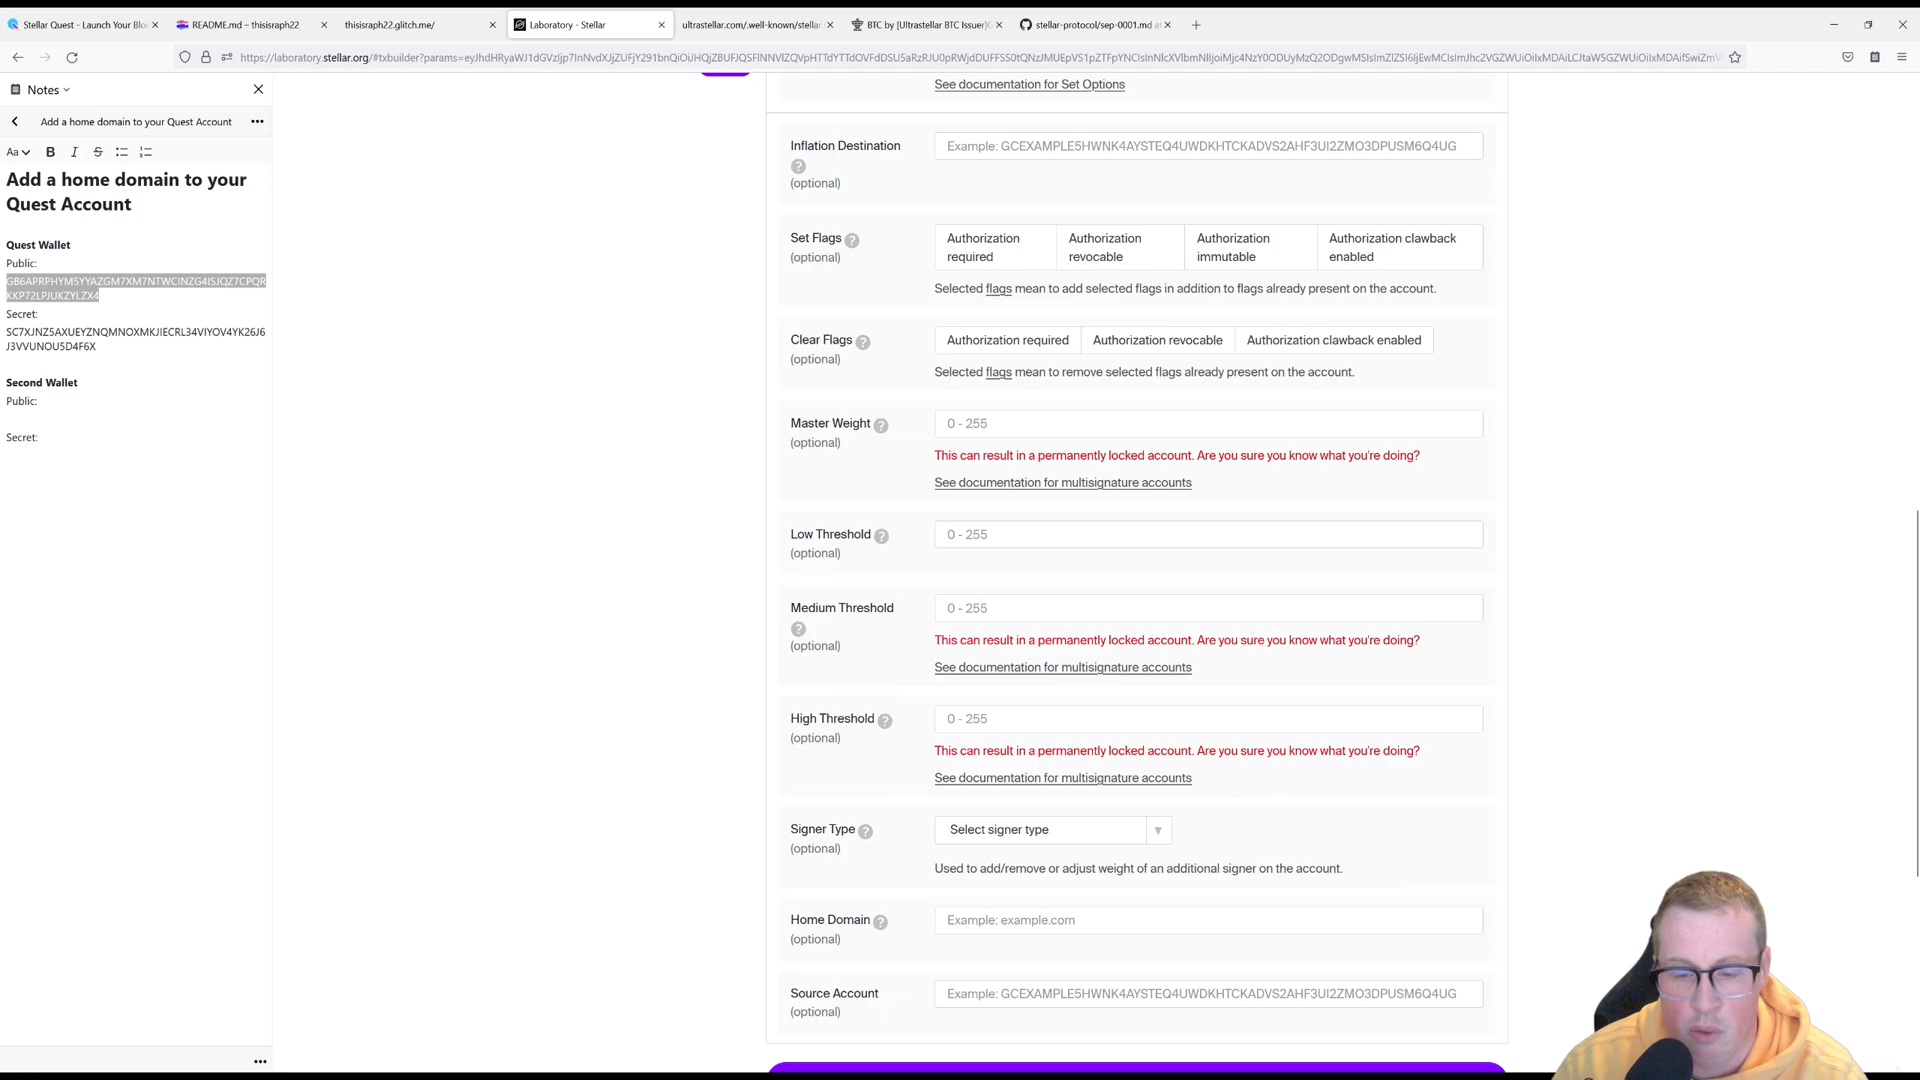 Stellar Quest - Launch Your Blo
README.md – thisisraph22
thisisraph22.glitch.me/
Laboratory - Stellar
ultrastellar.com/.well-known/stellar
BTC by [Ultrastellar BTC Issuer]
stellar-protocol/sep-0001.md at
Notes
Add a home domain to your Quest Account
Aa B I S
Add a home domain to your
Quest Account
Quest Wallet
Public:
GB6APRPHYM5YYAZGM7XM7NTWCINZG4ISJQZ7CPQR
KKP72LPJUKZYLZX4
Secret:
SC7XJNZ5AXUEYZNQMNOXMKJIECRL34VIYOV4YK26J6
J3VVUNOU5D4F6X
Second Wallet
Public:
Secret:
See documentation for Set Options
Inflation Destination
(optional)
Example: GCEXAMPLE5HWNK4AYSTEQ4UWDKHTCKADVS2AHF3UI2ZMO3DPUSM6Q4UG
Set Flags
(optional)
Authorization required
Authorization revocable
Authorization immutable
Authorization clawback enabled
Selected flags mean to add selected flags in addition to flags already present on the account.
Clear Flags
(optional)
Authorization required
Authorization revocable
Authorization clawback enabled
Selected flags mean to remove selected flags already present on the account.
Master Weight
(optional)
0 - 255
This can result in a permanently locked account. Are you sure you know what you're doing?
See documentation for multisignature accounts
Low Threshold
(optional)
0 - 255
Medium Threshold
(optional)
0 - 255
This can result in a permanently locked account. Are you sure you know what you're doing?
See documentation for multisignature accounts
High Threshold
(optional)
0 - 255
This can result in a permanently locked account. Are you sure you know what you're doing?
See documentation for multisignature accounts
Signer Type
(optional)
Select signer type
Used to add/remove or adjust weight of an additional signer on the account.
Home Domain
(optional)
Example: example.com
Source Account
(optional)
Example: GCEXAMPLE5HWNK4AYSTEQ4UWDKHTCKADVS2AHF3UI2ZMO3DPUSM6Q4UG